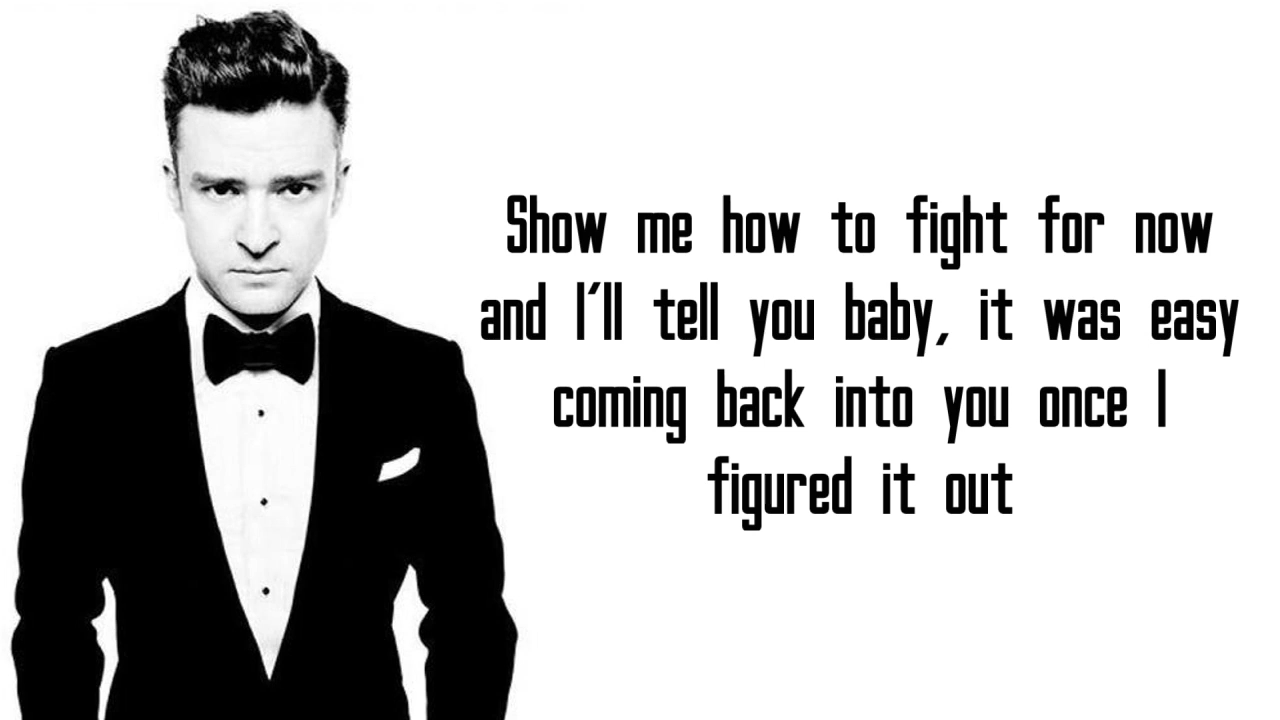 Show me how to fight for now
and I'll tell you baby, it was easy
coming back into you once I
figured it out